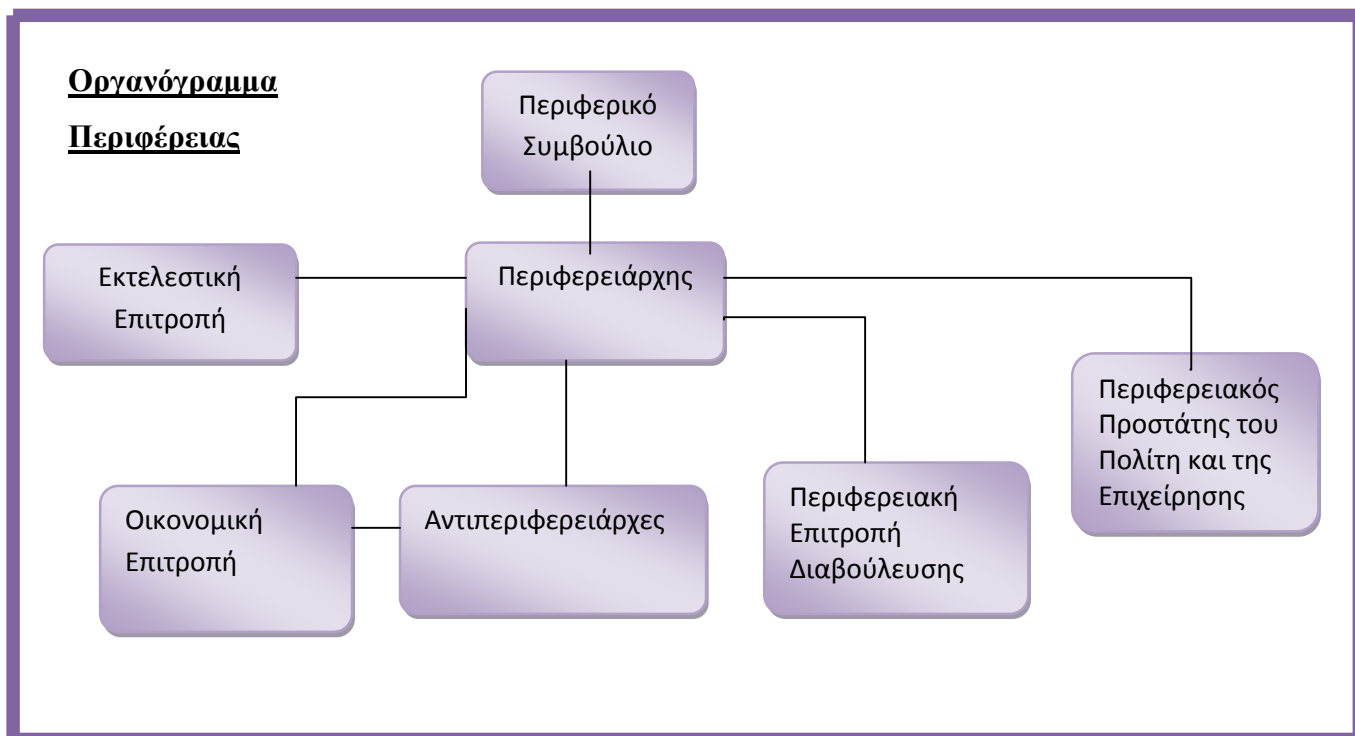 Οργανόγραμμα
Περιφέρειας
Περιφερικό
Συμβούλιο
Εκτελεστική
Επιτροπή
Περιφερειάρχης
Περιφερειακός
Προστάτης του
Πολίτη και της
Επιχείρησης
Οικονομική
Επιτροπή
Αντιπεριφερειάρχες
Περιφερειακή
Επιτροπή
Διαβούλευσης